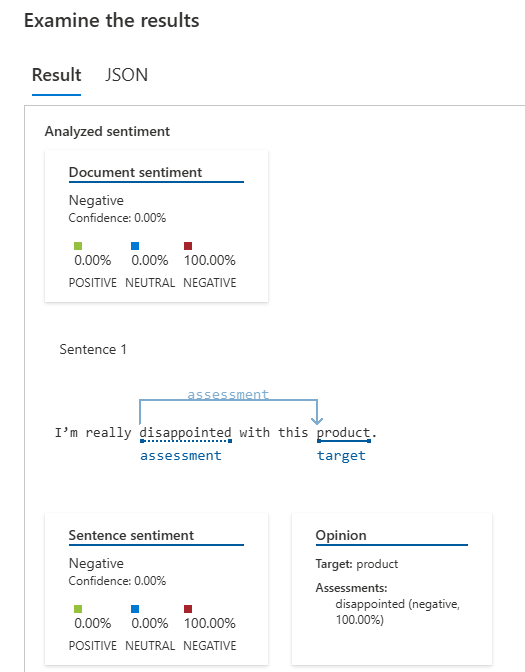 Examine the results
Result JSON
Analyzed sentiment
Document sentiment
Negative
Confidence: 0.00%
0.00% 0.00% 100.00%
POSITIVE NEUTRAL NEGATIVE
Sentence 1
assessment
I’m really disappointed with this product.
assessment target
Sentence sentiment
Negative
Confidence: 0.00%
0.00% 0.00% 100.00%
POSITIVE NEUTRAL NEGATIVE
Opinion
Target: product
Assessments:
disappointed (negative,
100.00%)